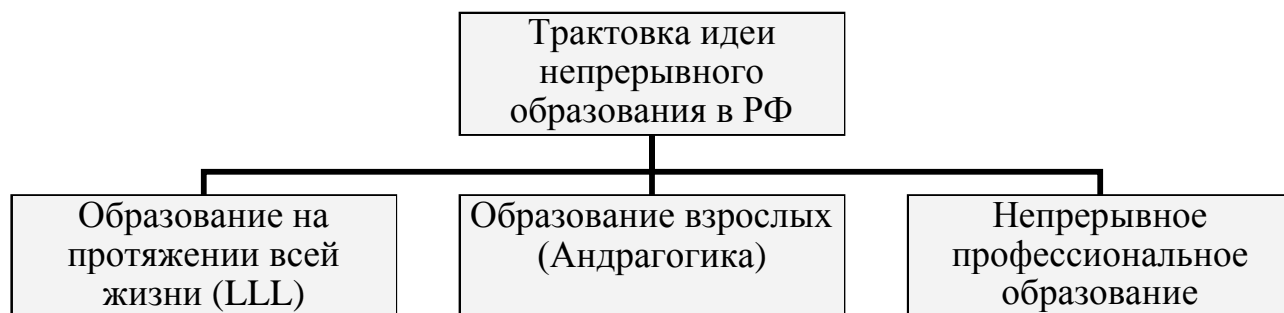 Трактовка идеи
непрерывного
образования в РФ
Образование на
протяжении всей
жизни (LLL)
Образование взрослых
(Андрагогика)
Непрерывное
профессиональное
образование